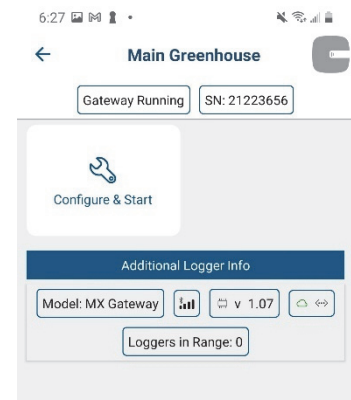 6:27
Main Greenhouse
Gateway Running SN: 21223656
Configure & Start
Additional Logger Info
Model: MX Gateway v 1.07
Loggers in Range: 0